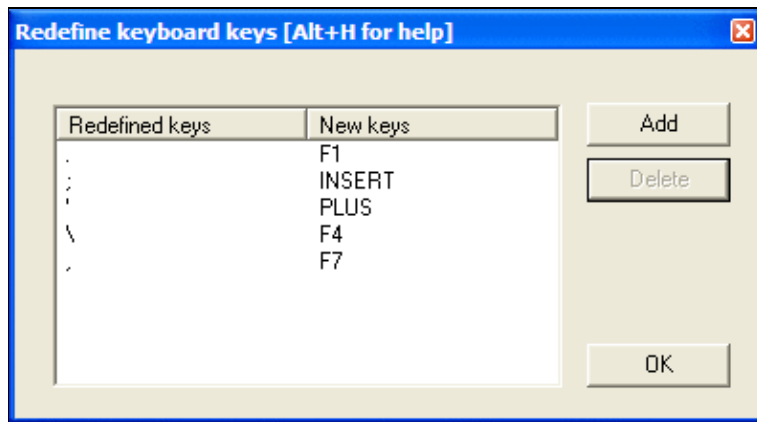 Redefine keyboard keys [Alt+H for help]
Redefined keys New keys
Add
. F1
; INSERT
Delete
' PLUS
\ F4
, F7
OK